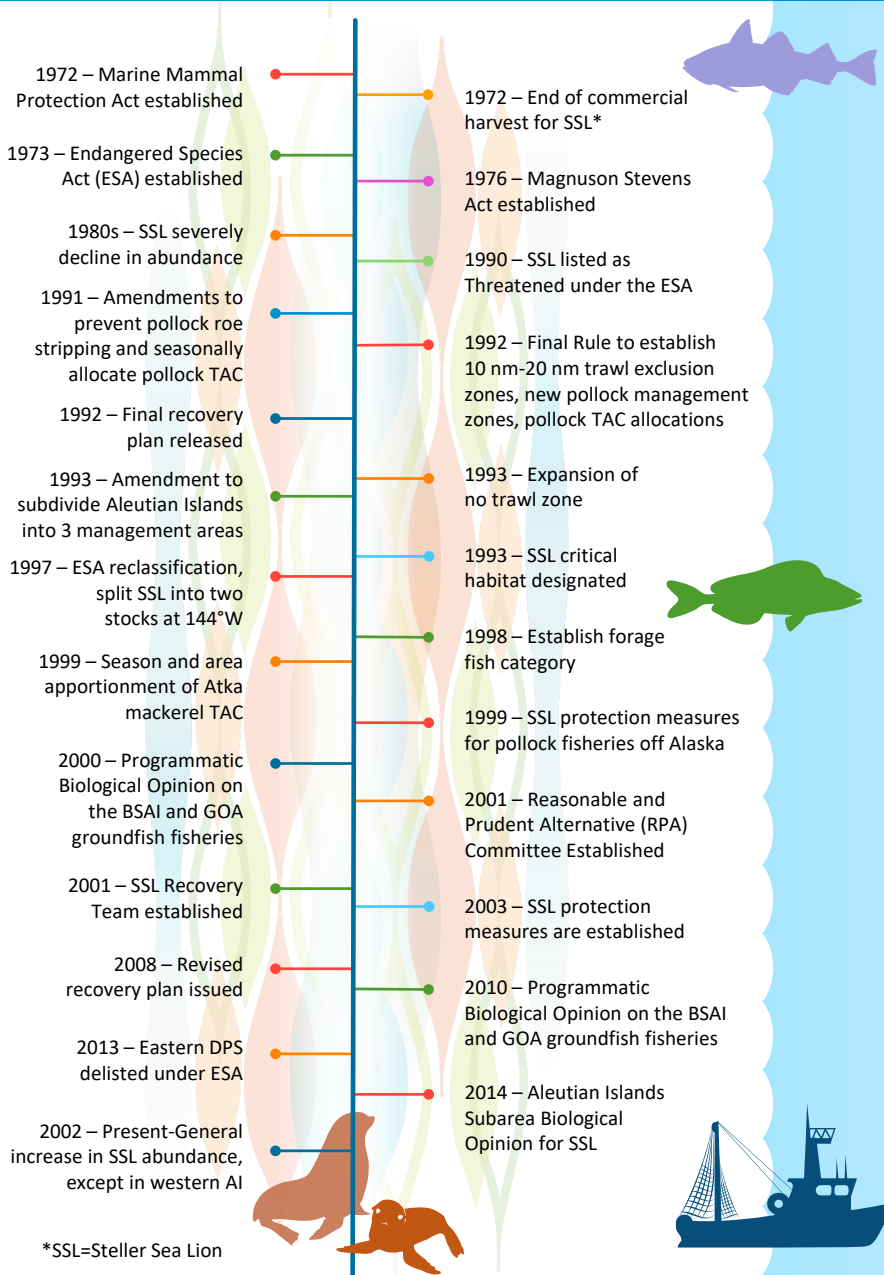 1972 – Marine Mammal
Protection Act established
1972 – End of commercial
harvest for SSL*
1973 – Endangered Species
Act (ESA) established
1976 – Magnuson Stevens
Act established
1980s – SSL severely
decline in abundance
1990 – SSL listed as
Threatened under the ESA
1991 – Amendments to
prevent pollock roe
stripping and seasonally
allocate pollock TAC
1992 – Final Rule to establish
10 nm-20 nm trawl exclusion
zones, new pollock management
zones, pollock TAC allocations
1992 – Final recovery
plan released
1993 – Expansion of
no trawl zone
1993 – Amendment to
subdivide Aleutian Islands
into 3 management areas
1993 – SSL critical
habitat designated
1997 – ESA reclassification,
split SSL into two
stocks at 144°W
1998 – Establish forage
fish category
1999 – Season and area
apportionment of Atka
mackerel TAC
1999 – SSL protection measures
for pollock fisheries off Alaska
2000 – Programmatic
Biological Opinion on
the BSAI and GOA
groundfish fisheries
2001 – Reasonable and
Prudent Alternative (RPA)
Committee Established
2001 – SSL Recovery
Team established
2003 – SSL protection
measures are established
2008 – Revised
recovery plan issued
2010 – Programmatic
Biological Opinion on the BSAI
and GOA groundfish fisheries
2013 – Eastern DPS
delisted under ESA
2014 – Aleutian Islands
Subarea Biological
Opinion for SSL
2002 – Present-General
increase in SSL abundance,
except in western AI
*SSL=Steller Sea Lion